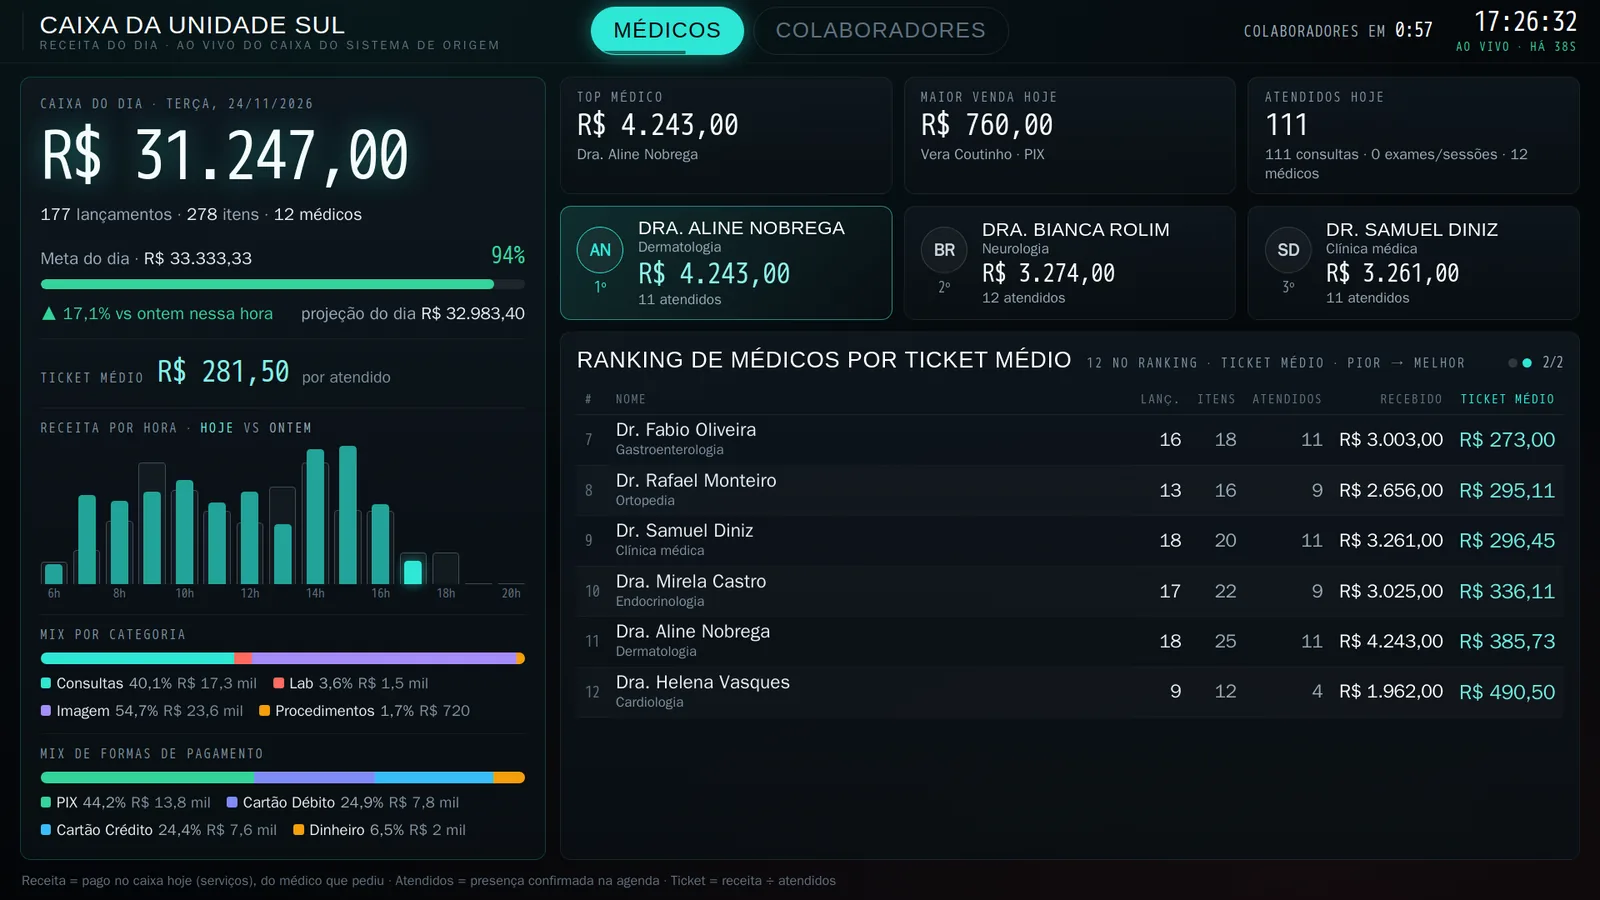 CAIXA DA UNIDADE SUL
RECEITA DO DIA · AO VIVO DO CAIXA DO SISTEMA DE ORIGEM
MÉDICOS
COLABORADORES
COLABORADORES EM 0:57
17:26:32
AO VIVO · HÁ 38S
CAIXA DO DIA · TERÇA, 24/11/2026
R$ 31.247,00
177 lançamentos · 278 itens · 12 médicos
Meta do dia · R$ 33.333,33
94%
▲ 17,1% vs ontem nessa hora
projeção do dia R$ 32.983,40
TICKET MÉDIO R$ 281,50 por atendido
RECEITA POR HORA · HOJE VS ONTEM
6h 8h 10h 12h 14h 16h 18h 20h
MIX POR CATEGORIA
Consultas 40,1% R$ 17,3 mil
Lab 3,6% R$ 1,5 mil
Imagem 54,7% R$ 23,6 mil
Procedimentos 1,7% R$ 720
MIX DE FORMAS DE PAGAMENTO
PIX 44,2% R$ 13,8 mil
Cartão Débito 24,9% R$ 7,8 mil
Cartão Crédito 24,4% R$ 7,6 mil
Dinheiro 6,5% R$ 2 mil
TOP MÉDICO
R$ 4.243,00
Dra. Aline Nobrega
MAIOR VENDA HOJE
R$ 760,00
Vera Coutinho · PIX
ATENDIDOS HOJE
111
111 consultas · 0 exames/sessões · 12
médicos
AN
1º
DRA. ALINE NOBREGA
Dermatologia
R$ 4.243,00
11 atendidos
BR
2º
DRA. BIANCA ROLIM
Neurologia
R$ 3.274,00
12 atendidos
SD
3º
DR. SAMUEL DINIZ
Clínica médica
R$ 3.261,00
11 atendidos
RANKING DE MÉDICOS POR TICKET MÉDIO
12 NO RANKING · TICKET MÉDIO · PIOR → MELHOR
2/2
# NOME LANÇ. ITENS ATENDIDOS RECEBIDO TICKET MÉDIO
7 Dr. Fabio Oliveira 16 18 11 R$ 3.003,00 R$ 273,00
Gastroenterologia
8 Dr. Rafael Monteiro 13 16 9 R$ 2.656,00 R$ 295,11
Ortopedia
9 Dr. Samuel Diniz 18 20 11 R$ 3.261,00 R$ 296,45
Clínica médica
10 Dra. Mirela Castro 17 22 9 R$ 3.025,00 R$ 336,11
Endocrinologia
11 Dra. Aline Nobrega 18 25 11 R$ 4.243,00 R$ 385,73
Dermatologia
12 Dra. Helena Vasques 9 12 4 R$ 1.962,00 R$ 490,50
Cardiologia
Receita = pago no caixa hoje (serviços), do médico que pediu · Atendidos = presença confirmada na agenda · Ticket = receita ÷ atendidos